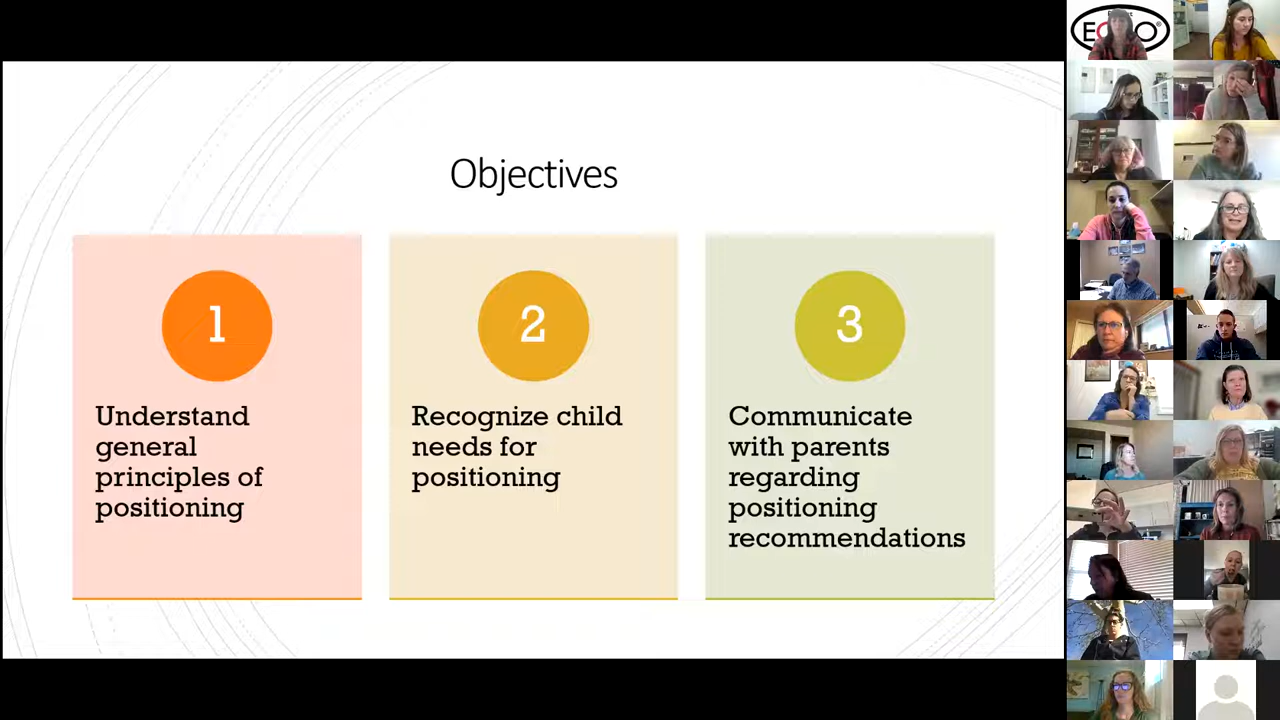 Objectives
1
Understand
general
principles of
positioning
2
Recognize child
needs for
positioning
3
Communicate
with parents
regarding
positioning
recommendations